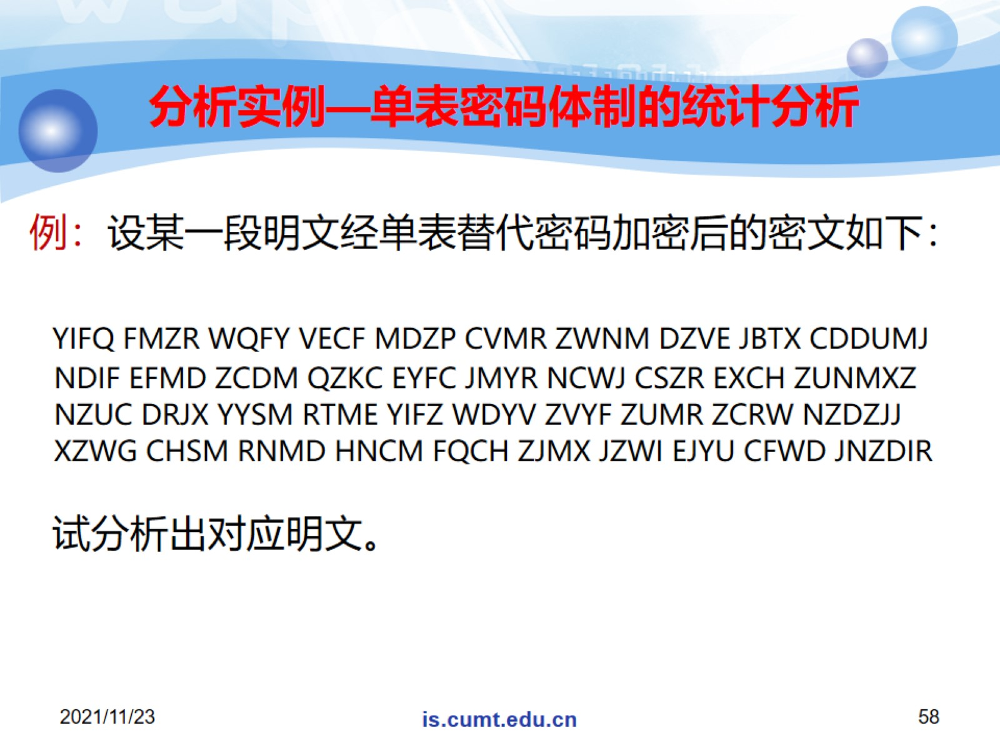 分析实例—单表密码体制的统计分析
例：设某一段明文经单表替代密码加密后的密文如下：
YIFQ FMZR WQFY VECF MDZP CVMR ZWNM DZVE JBTX CDDUMJ
NDIF EFMD ZCDM QZKC EYFC JMYR NCWJ CSZR EXCH ZUNMXZ
NZUC DRJX YYSM RTME YIFZ WDYV ZVYF ZUMR ZCRW NZDZJJ
XZWG CHSM RNMD HNCM FQCH ZJMX JZWI EJYU CFWD JNZDIR
试分析出对应明文。
2021/11/23
is.cumt.edu.cn
58